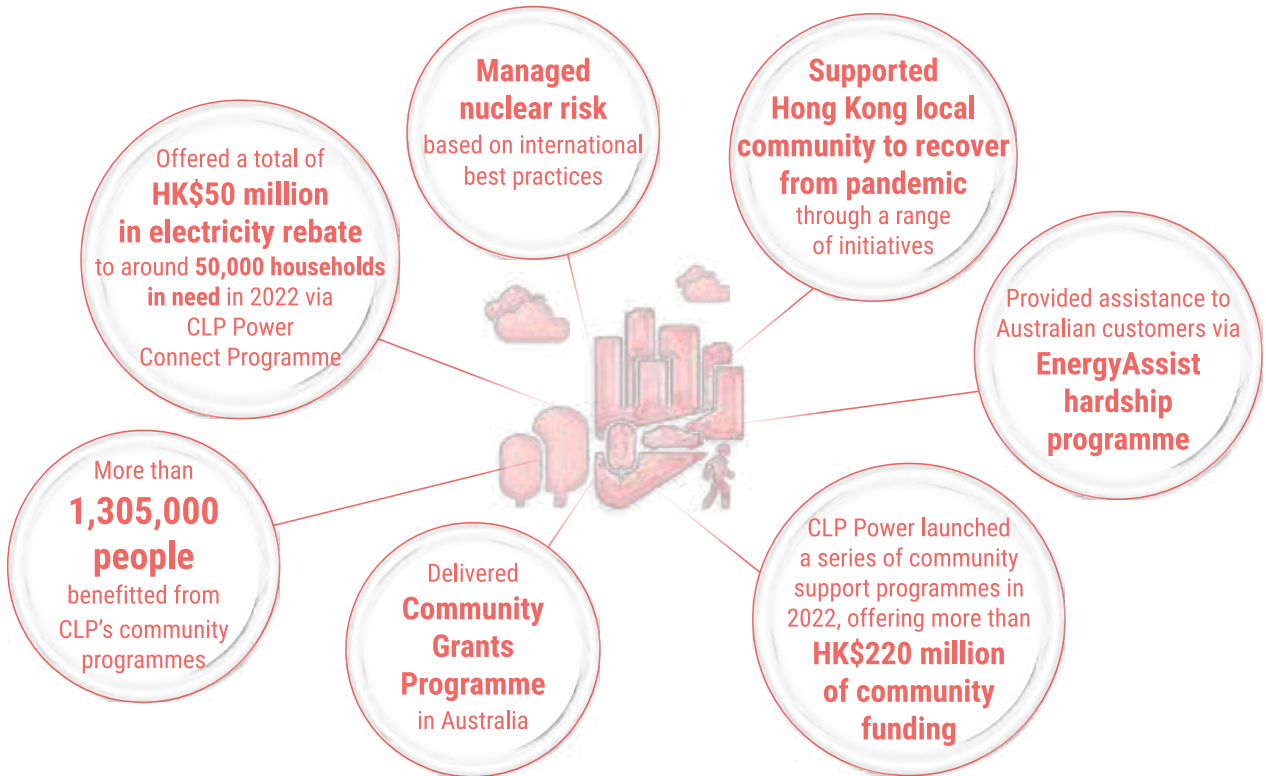 Managed
nuclear risk
based on international
best practices
Supported
Hong Kong local
community to recover
from pandemic
through a range
of initiatives
Offered a total of
HK$50 million
in electricity rebate
to around 50,000 households
in need in 2022 via
CLP Power
Connect Programme
Provided assistance to
Australian customers via
EnergyAssist
hardship
programme
More than
1,305,000
people
benefitted from
CLP's community
programmes
Delivered
Community
Grants
Programme
in Australia
CLP Power launched
a series of community
support programmes in
2022, offering more than
HK$220 million
of community
funding